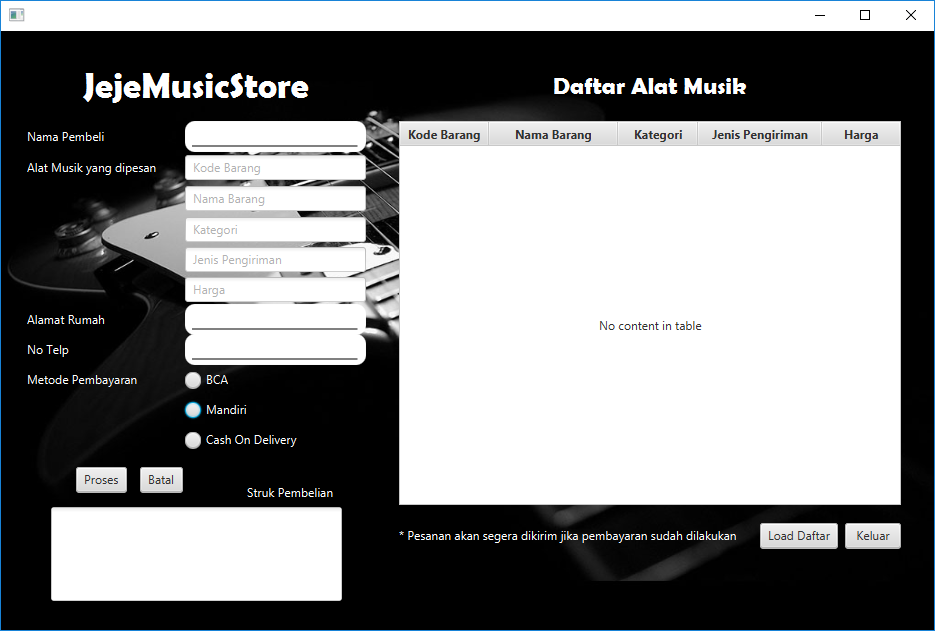 JejeMusicStore
Nama Pembeli
Alat Musik yang dipesan
Kode Barang
Nama Barang
Kategori
Jenis Pengiriman
Harga
Alamat Rumah
No Telp
Metode Pembayaran
BCA
Mandiri
Cash On Delivery
Proses Batal
Struk Pembelian
Daftar Alat Musik
Kode Barang Nama Barang Kategori Jenis Pengiriman Harga
No content in table
* Pesanan akan segera dikirim jika pembayaran sudah dilakukan
Load Daftar Keluar